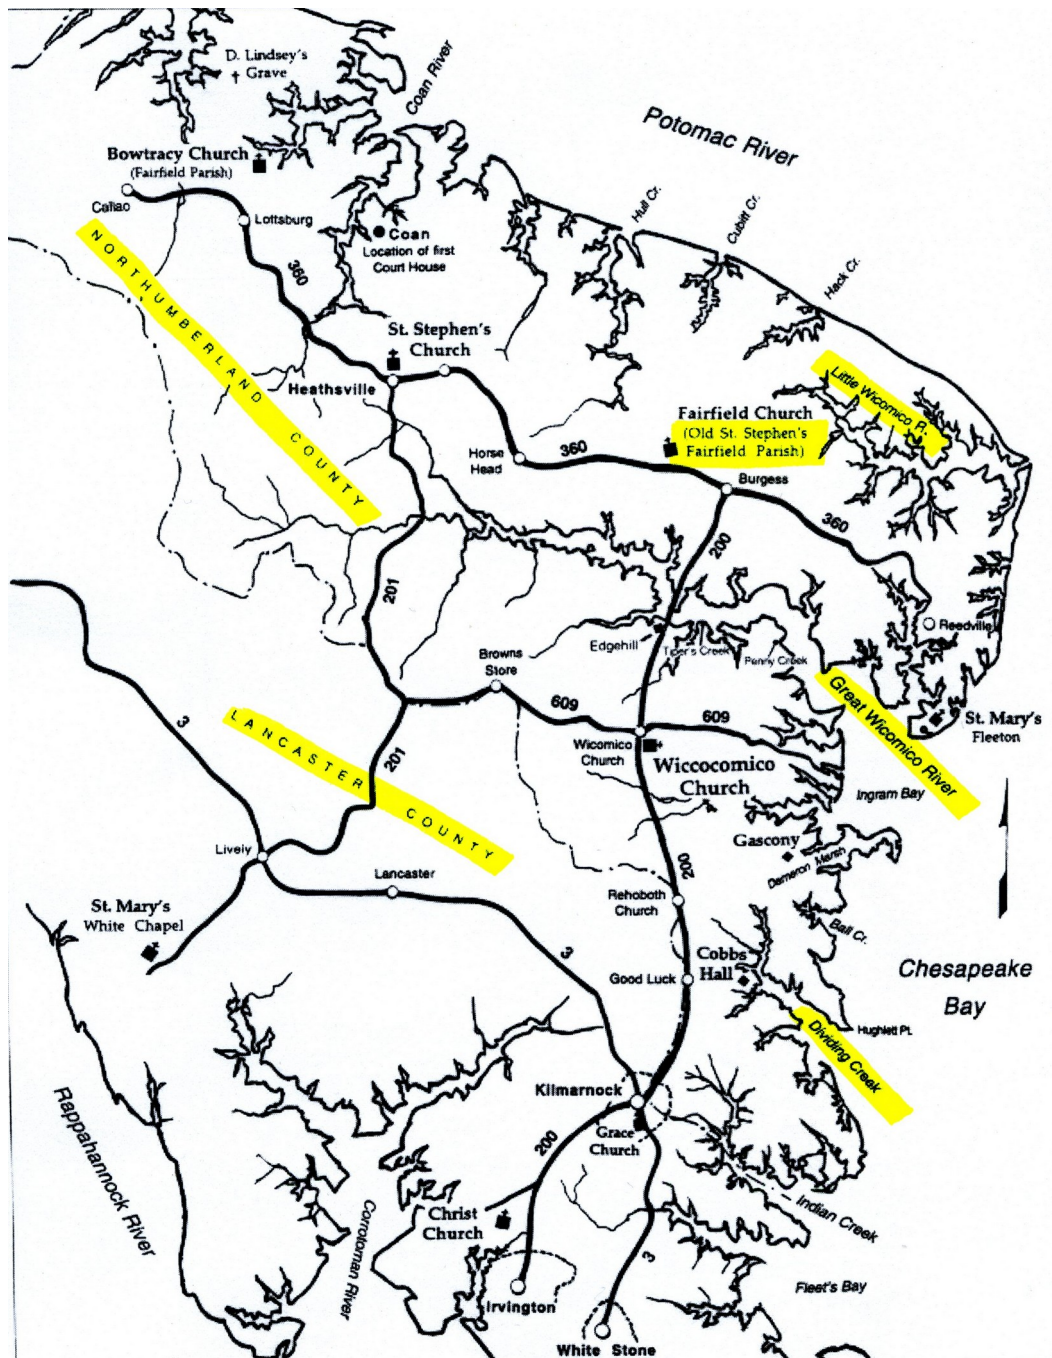 D. Lindsey's
Grave
Coan River
Potomac River
Bowtracy Church
(Fairfield Parish)
Callao
Lottsburg
Coan
Location of first
Court House
Hull Cr.
Cubitt Cr.
Hack Cr.
NORTHUMBERLAND COUNTY
360
St. Stephen's
Church
Heathsville
Little Wicomico R.
Fairfield Church
(Old St. Stephen's
Fairfield Parish)
Horse
Head
360
Burgess
360
200
201
Edgehill
Tiper's Creek
Penny Creek
Reedville
Browns
Store
Great Wicomico River
St. Mary's
Fleeton
3
LANCASTER COUNTY
201
609
609
Wicomico
Church
Wiccocomico
Church
Ingram Bay
Gascony
Dameron Marsh
Lively
Lancaster
200
Rehoboth
Church
St. Mary's
White Chapel
Ball Cr.
3
Good Luck
Cobbs
Hall
Chesapeake
Bay
Hughlett Pt.
Dividing Creek
Kilmarnock
Grace
Church
200
Rappahannock River
Corrotoman River
Christ
Church
Indian Creek
3
Fleet's Bay
Irvington
White Stone